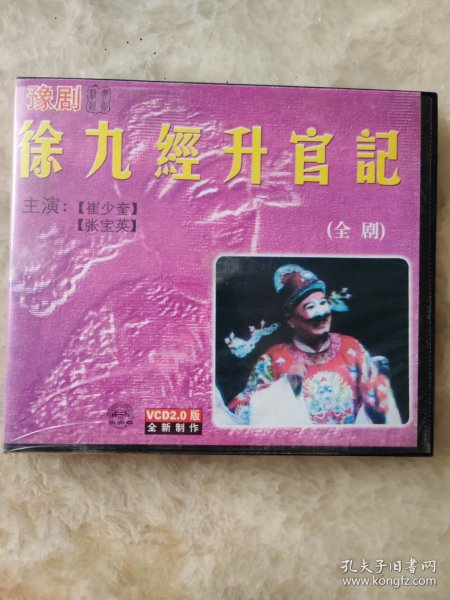 豫剧
徐九經升官記
主演：【崔少奎】
【张宝英】
(全剧)
VCD2.0版
全新制作
孔夫子旧书网
www.kongfz.com